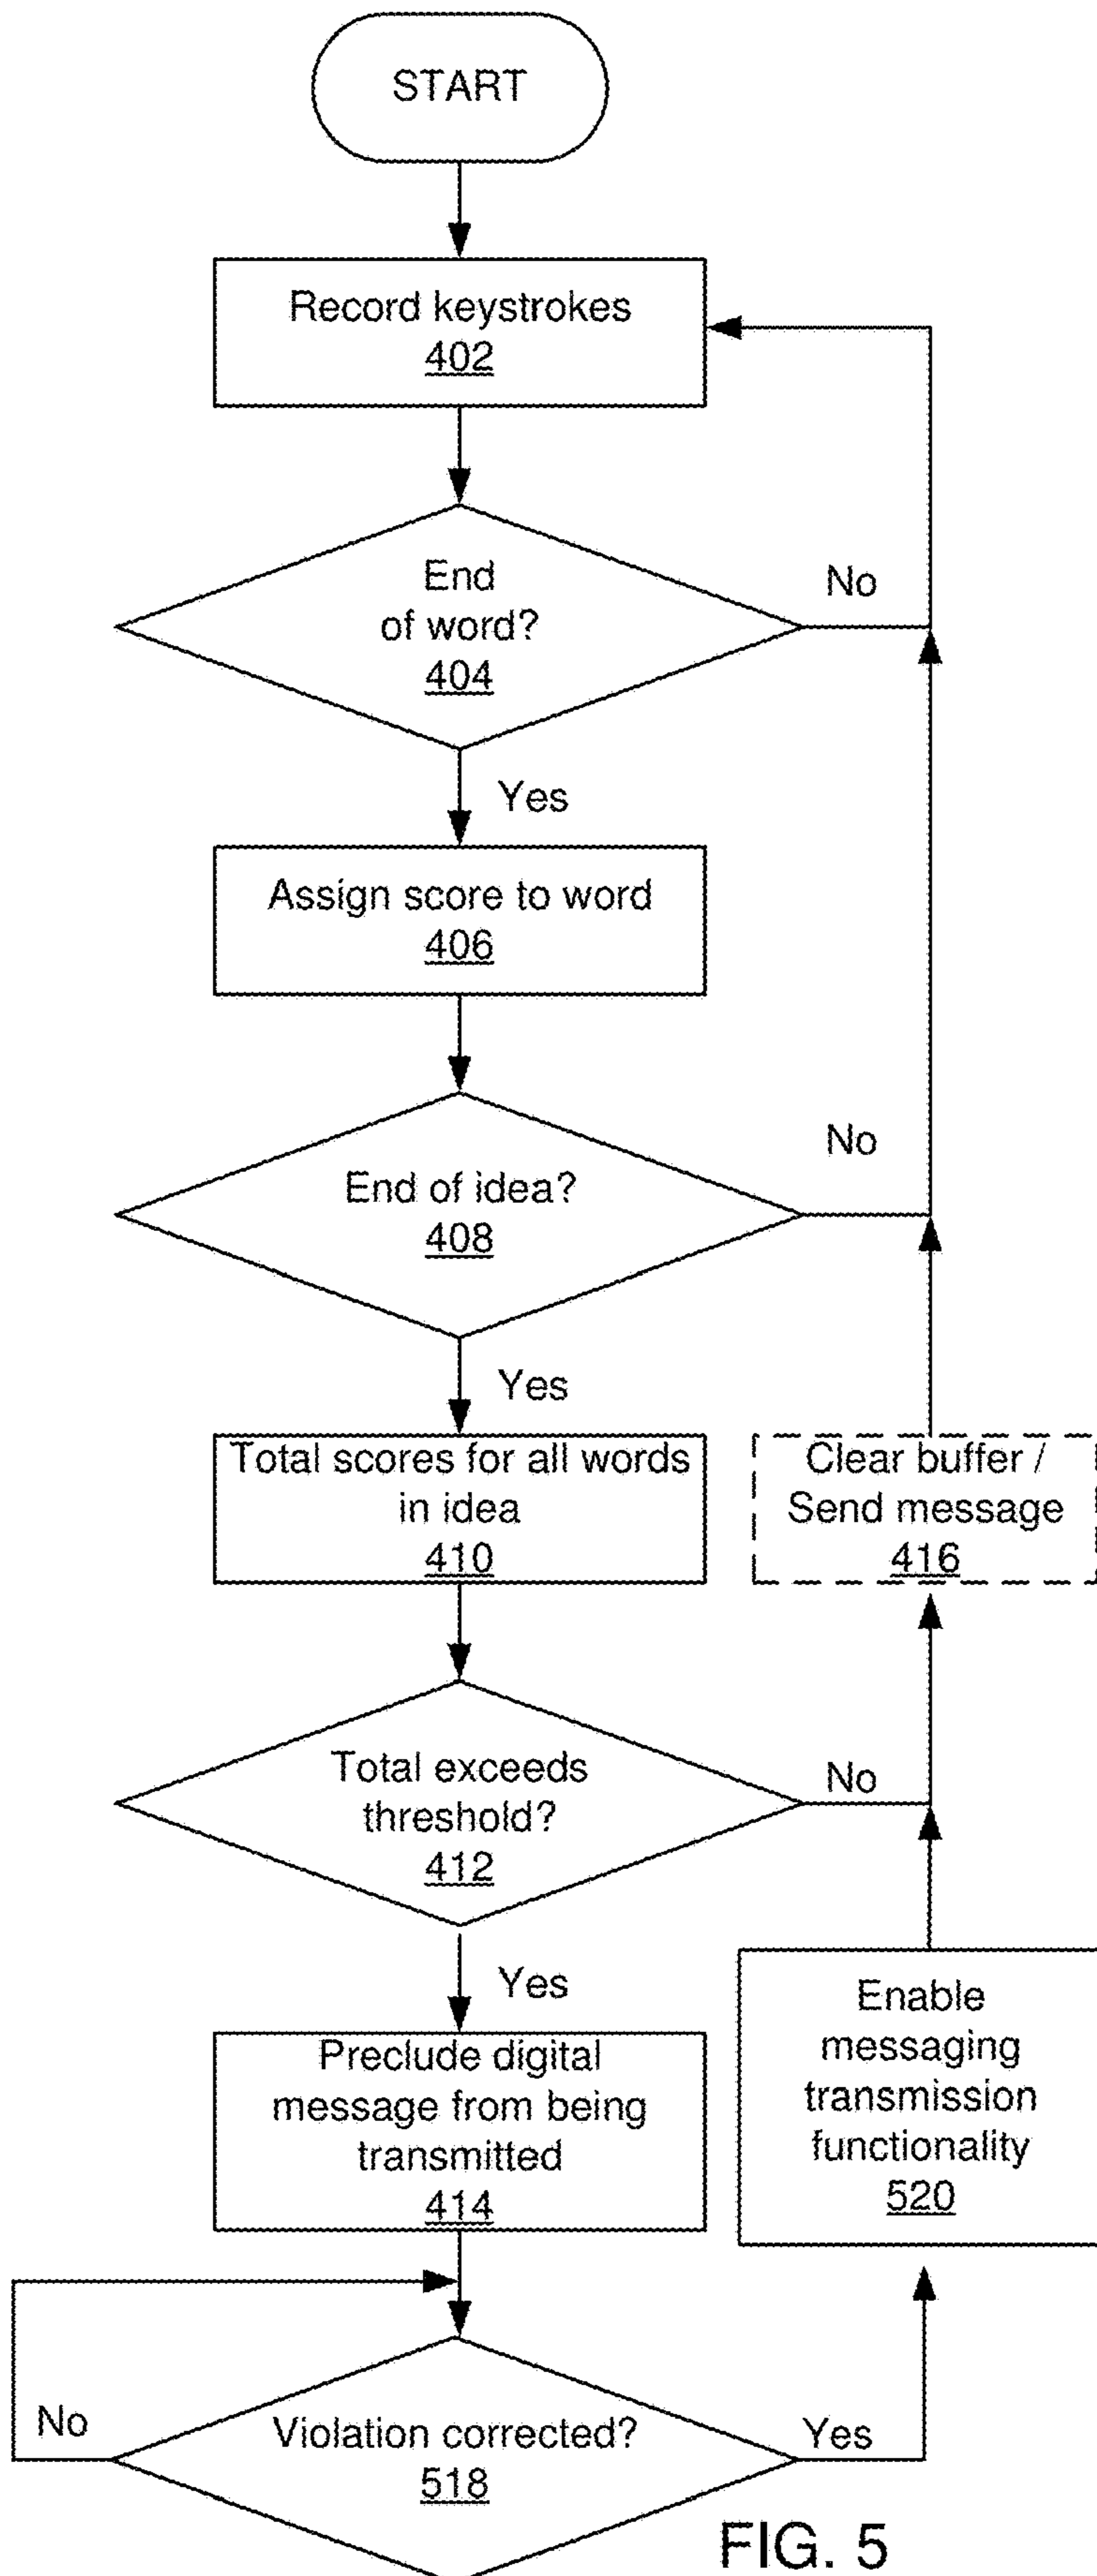 START
Record keystrokes
402
End
of word?
404
No
Yes
Assign score to word
406
End of idea?
408
No
Yes
Total scores for all words
in idea
410
Clear buffer /
Send message
416
Total exceeds
threshold?
412
No
Yes
Preclude digital
message from being
transmitted
414
Enable
messaging
transmission
functionality
520
Violation corrected?
518
No
Yes
FIG. 5